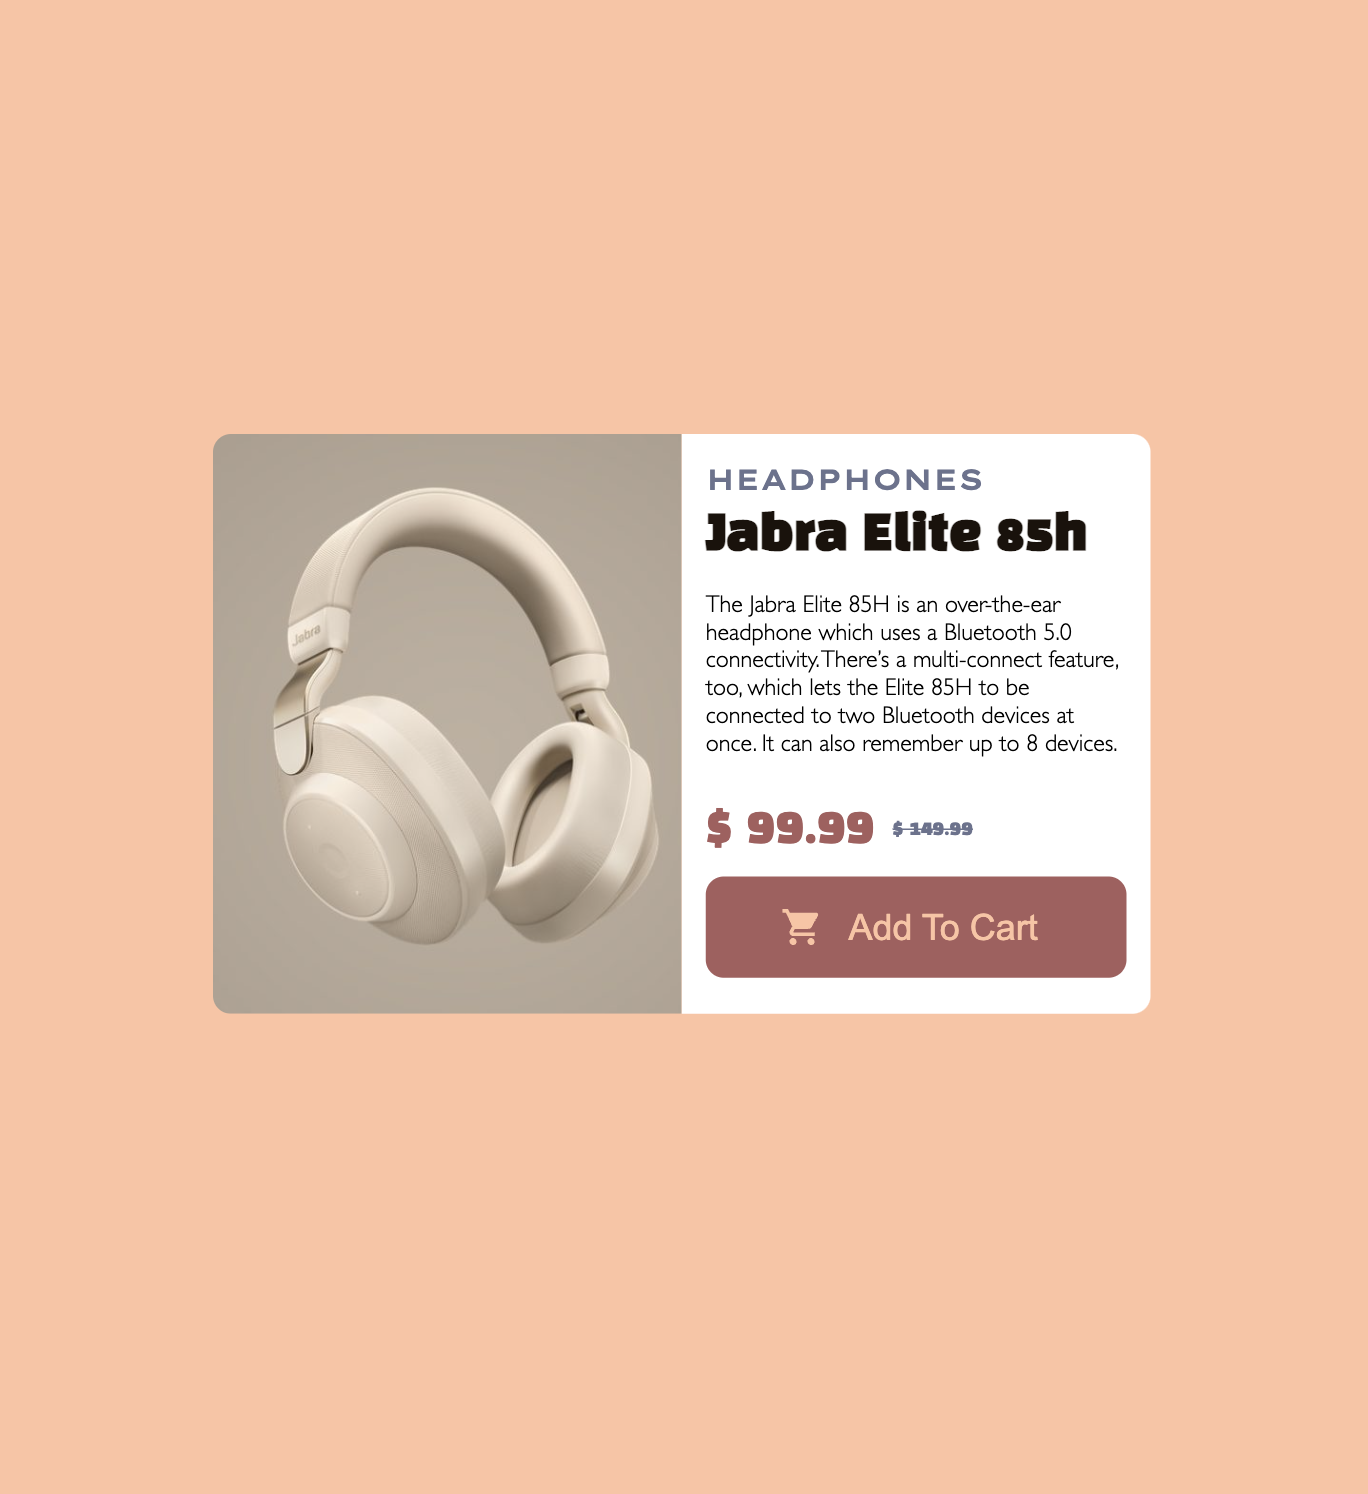 Jabra
HEADPHONES
Jabra Elite 85h
The Jabra Elite 85H is an over-the-ear
headphone which uses a Bluetooth 5.0
connectivity. There's a multi-connect feature,
too, which lets the Elite 85H to be
connected to two Bluetooth devices at
once. It can also remember up to 8 devices.
$ 99.99 $ 149.99
Add To Cart